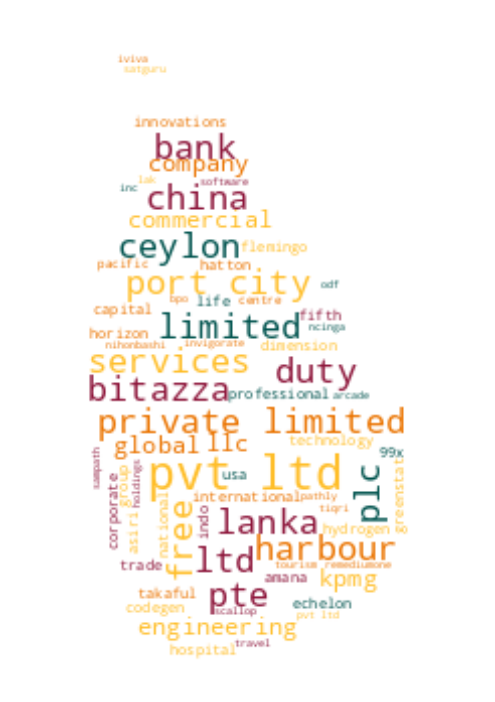 iviva
satguru
innovations
bank
company
lak
software
inc
china
commercial
ceylon
flemingo
pacific
hatton
port city
odf
bpo
life
centre
capital
fifth
limited
ncinga
horizon
nihonbashi
invigorate
dimension
services
duty
bitazza
professional
arcade
private limited
technology
global
llc
99x
sampath
pvt ltd
usa
plc
greenstat
group
holdings
corporate
international
pathly
tiqri
free
national
indo
asiri
lanka
hydrogen
harbour
ltd
trade
tourism
remediumone
amana
kpmg
takaful
pte
echelon
codegen
scallop
pvt ltd
engineering
travel
hospital